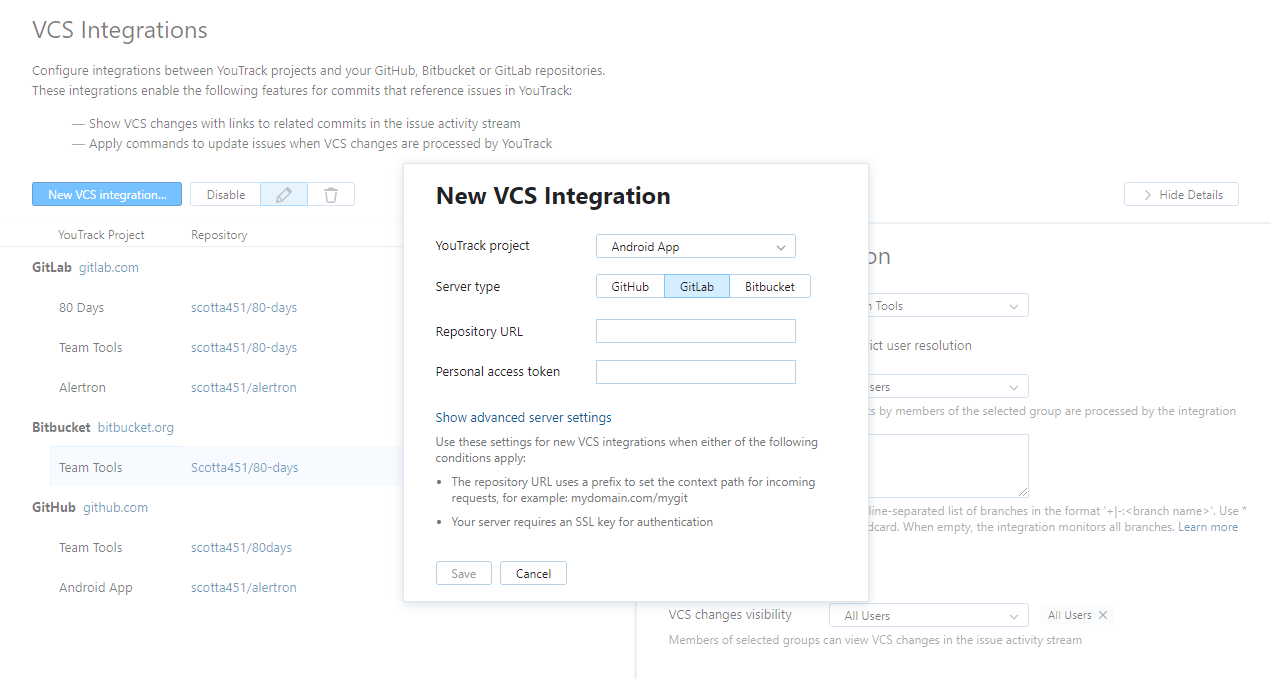 VCS Integrations
Configure integrations between YouTrack projects and your GitHub, Bitbucket or GitLab repositories.
These integrations enable the following features for commits that reference issues in YouTrack:
— Show VCS changes with links to related commits in the issue activity stream
— Apply commands to update issues when VCS changes are processed by YouTrack
New VCS integration...
Disable
Hide Details
YouTrack Project
Repository
GitLab gitlab.com
80 Days scotta451/80-days
Team Tools scotta451/80-days
Alertron scotta451/alertron
Bitbucket bitbucket.org
Team Tools Scotta451/80-days
GitHub github.com
Team Tools scotta451/80days
Android App scotta451/alertron
New VCS Integration
YouTrack project
Android App
Server type
GitHub
GitLab
Bitbucket
Repository URL
Personal access token
Show advanced server settings
Use these settings for new VCS integrations when either of the following
conditions apply:
• The repository URL uses a prefix to set the context path for incoming
requests, for example: mydomain.com/mygit
• Your server requires an SSL key for authentication
Save
Cancel
on
Tools
ict user resolution
sers
s by members of the selected group are processed by the integration
line-separated list of branches in the format '+|-:<branch name>'. Use *
dcard. When empty, the integration monitors all branches. Learn more
VCS changes visibility
All Users
All Users ×
Members of selected groups can view VCS changes in the issue activity stream